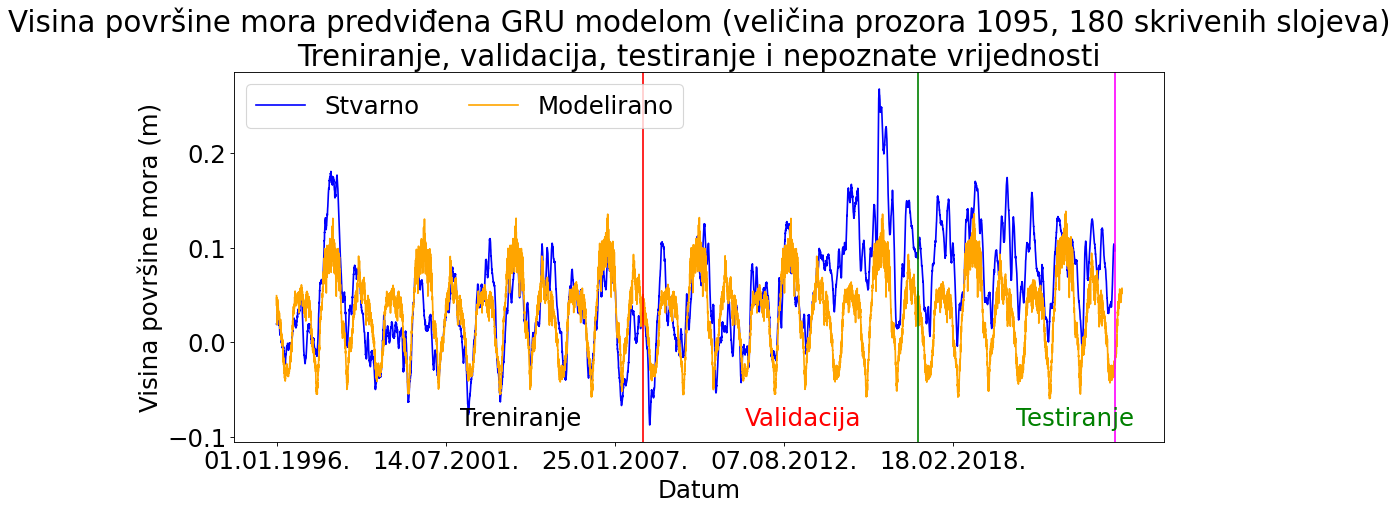 Visina površine mora predviđena GRU modelom (veličina prozora 1095, 180 skrivenih slojeva)
Treniranje, validacija, testiranje i nepoznate vrijednosti
Stvarno Modelirano
Visina površine mora (m)
0.2
0.1
0.0
−0.1
Treniranje Validacija Testiranje
01.01.1996. 14.07.2001. 25.01.2007. 07.08.2012. 18.02.2018.
Datum